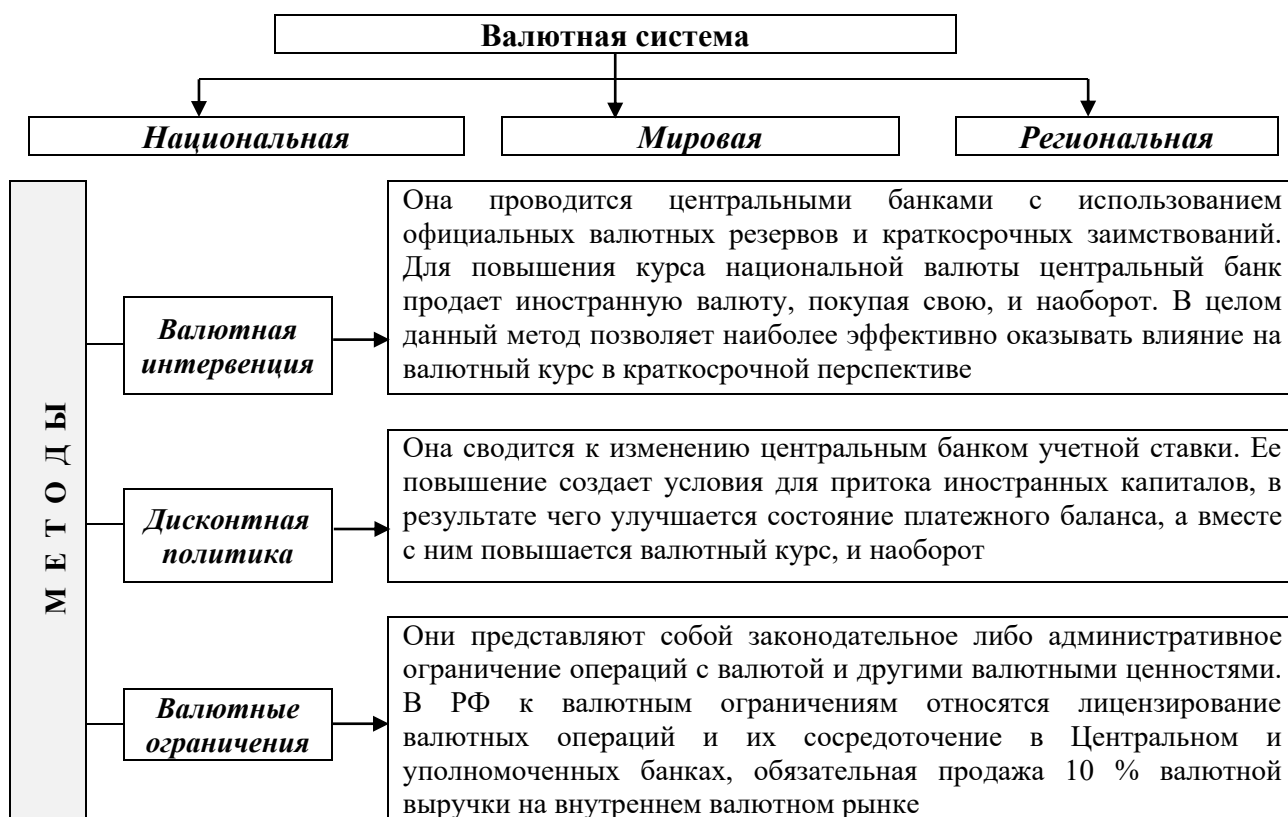 Валютная система
Национальная
Мировая
Региональная
МЕТОДЫ
Валютная
интервенция
Она проводится центральными банками с использованием
официальных валютных резервов и краткосрочных заимствований.
Для повышения курса национальной валюты центральный банк
продает иностранную валюту, покупая свою, и наоборот. В целом
данный метод позволяет наиболее эффективно оказывать влияние на
валютный курс в краткосрочной перспективе
Дисконтная
политика
Она сводится к изменению центральным банком учетной ставки. Ее
повышение создает условия для притока иностранных капиталов, в
результате чего улучшается состояние платежного баланса, а вместе
с ним повышается валютный курс, и наоборот
Валютные
ограничения
Они представляют собой законодательное либо административное
ограничение операций с валютой и другими валютными ценностями.
В РФ к валютным ограничениям относятся лицензирование
валютных операций и их сосредоточение в Центральном и
уполномоченных банках, обязательная продажа 10 % валютной
выручки на внутреннем валютном рынке